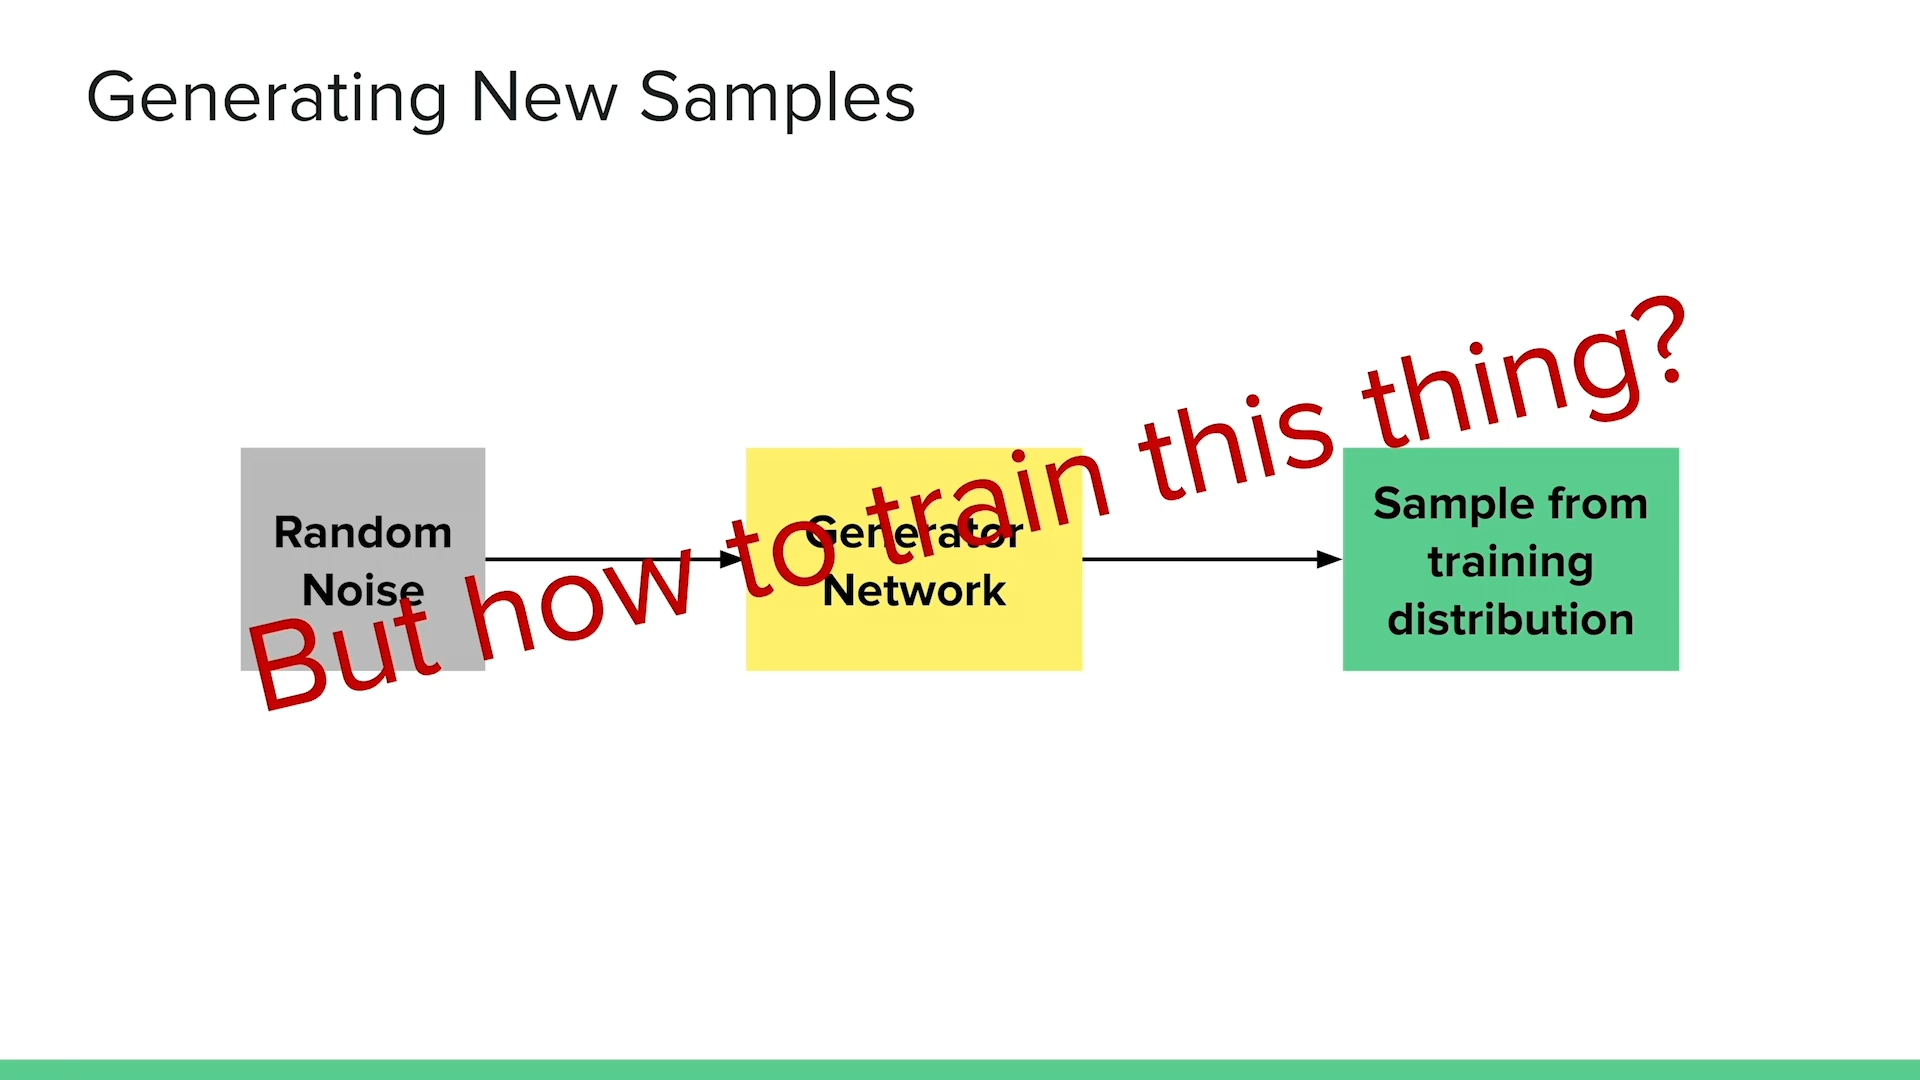 Generating New Samples
Random
Noise
Generator
Network
Sample from
training
distribution
But how to train this thing?